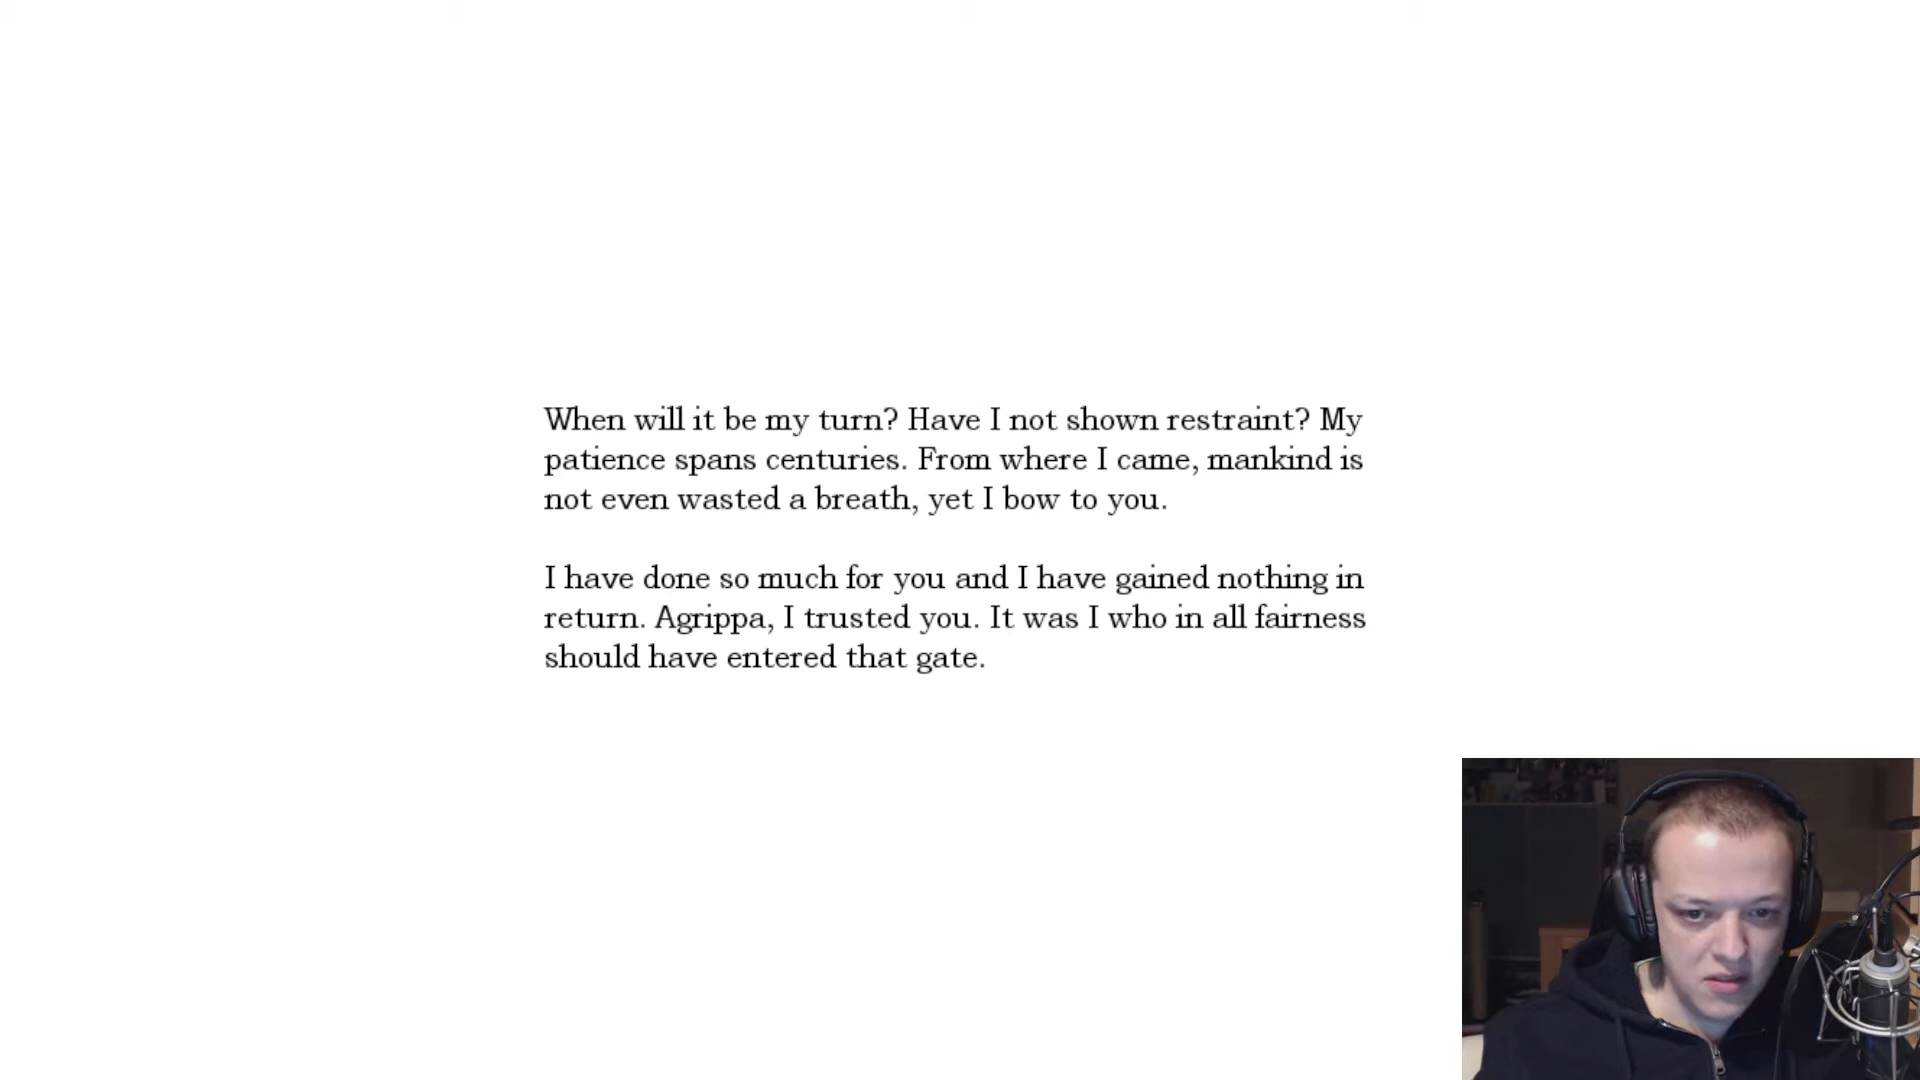 When will it be my turn? Have I not shown restraint? My
patience spans centuries. From where I came, mankind is
not even wasted a breath, yet I bow to you.
I have done so much for you and I have gained nothing in
return. Agrippa, I trusted you. It was I who in all fairness
should have entered that gate.